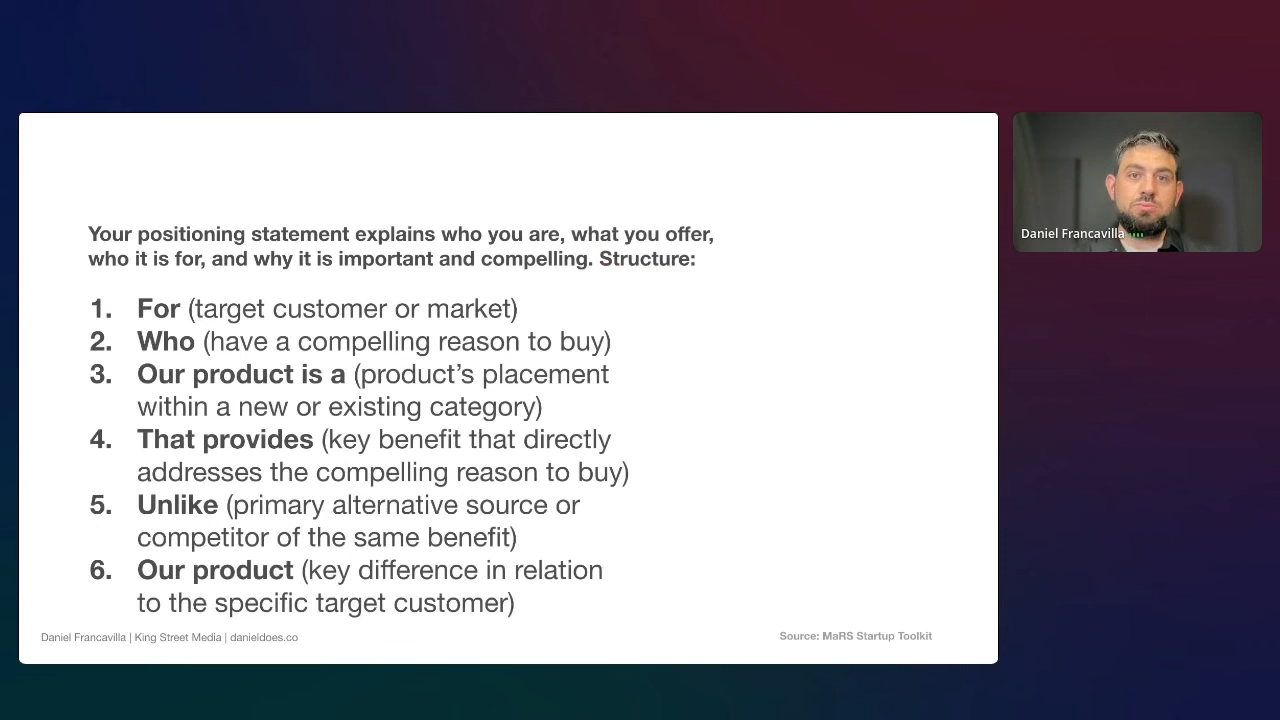 Your positioning statement explains who you are, what you offer,
who it is for, and why it is important and compelling. Structure:
1. For (target customer or market)
2. Who (have a compelling reason to buy)
3. Our product is a (product’s placement
within a new or existing category)
4. That provides (key benefit that directly
addresses the compelling reason to buy)
5. Unlike (primary alternative source or
competitor of the same benefit)
6. Our product (key difference in relation
to the specific target customer)
Daniel Francavilla | King Street Media | danieldoes.co
Source: MaRS Startup Toolkit
Daniel Francavilla